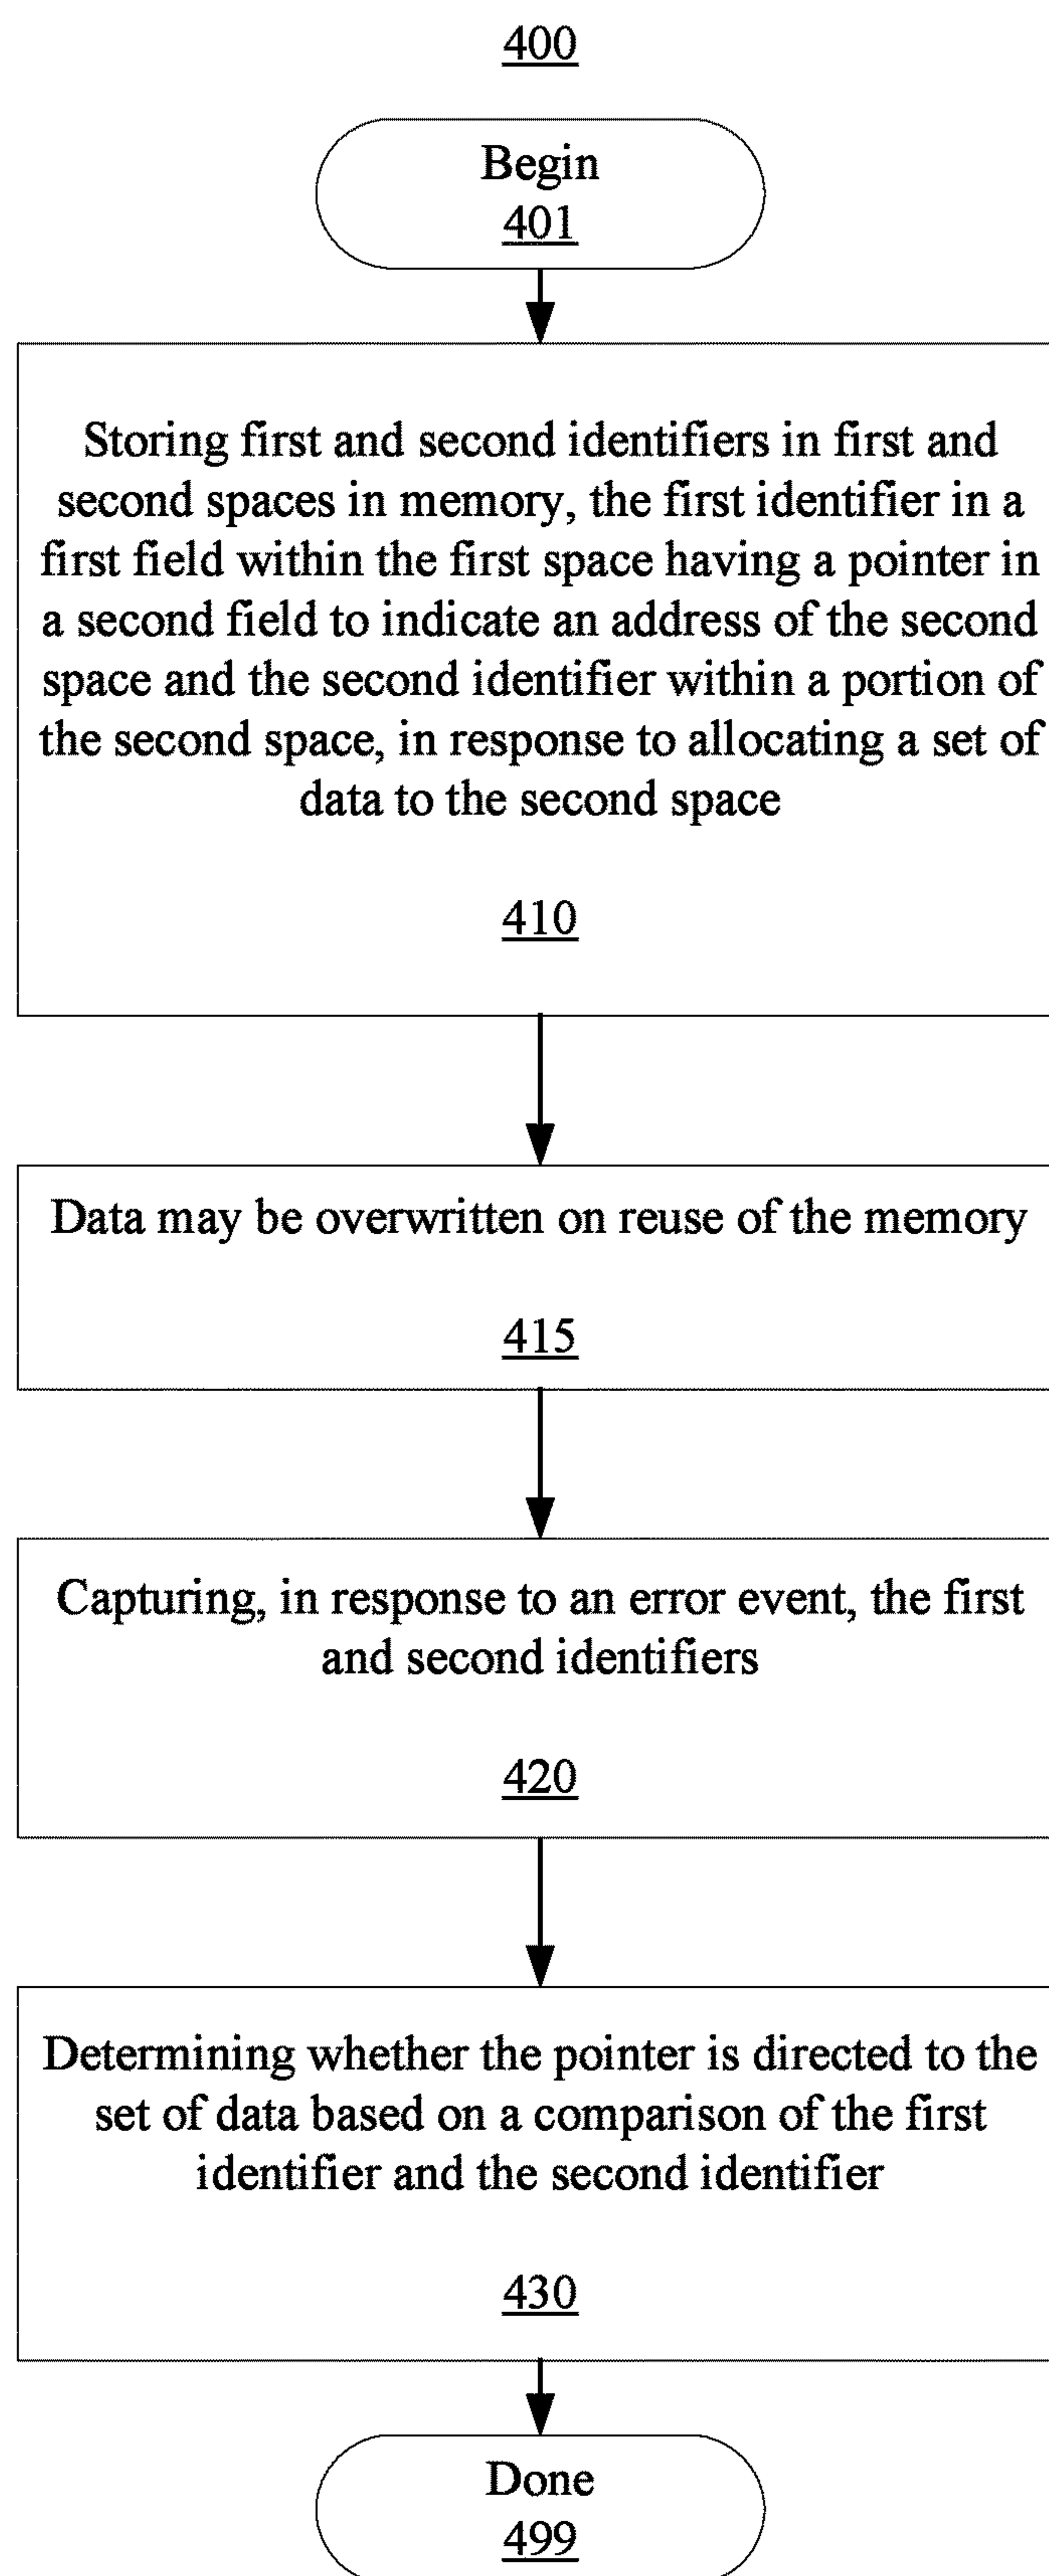 400
Begin
401
Storing first and second identifiers in first and
second spaces in memory, the first identifier in a
first field within the first space having a pointer in
a second field to indicate an address of the second
space and the second identifier within a portion of
the second space, in response to allocating a set of
data to the second space
410
Data may be overwritten on reuse of the memory
415
Capturing, in response to an error event, the first
and second identifiers
420
Determining whether the pointer is directed to the
set of data based on a comparison of the first
identifier and the second identifier
430
Done
499